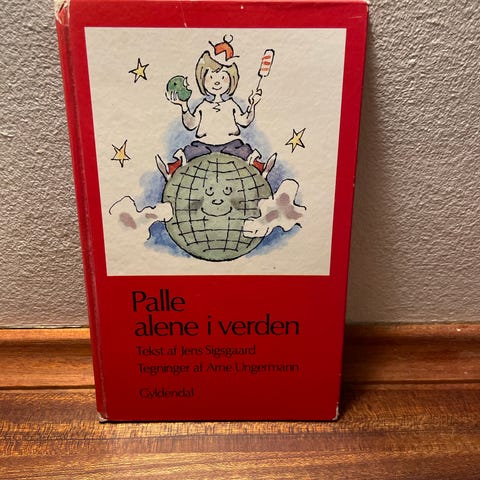 Palle
alene i verden
Tekst af Jens Sigsgaard
Tegninger af Arne Ungermann
Gyldendal